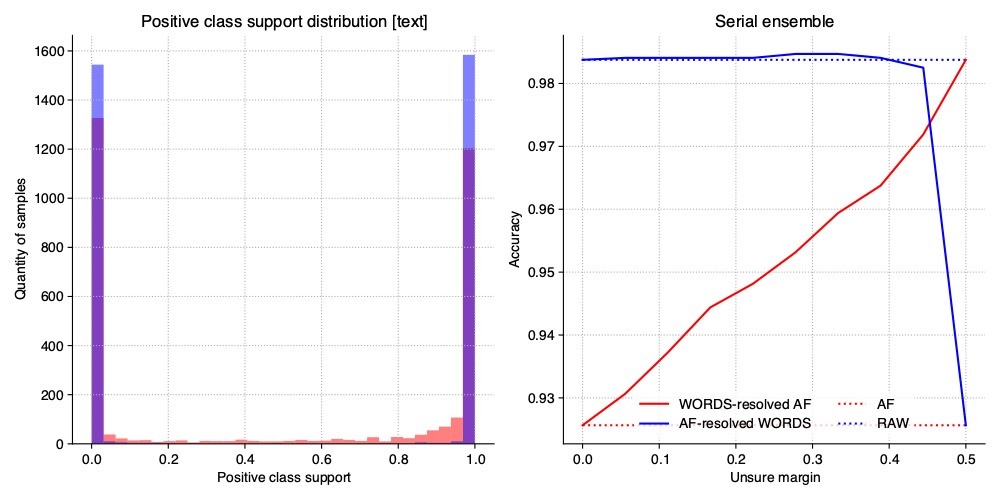 Positive class support distribution [text]
1600
1400
1200
1000
800
600
400
200
0
Quantity of samples
0.0 0.2 0.4 0.6 0.8 1.0
Positive class support
Serial ensemble
0.98
0.97
0.96
0.95
0.94
0.93
Accuracy
WORDS-resolved AF
AF-resolved WORDS
AF
RAW
0.0 0.1 0.2 0.3 0.4 0.5
Unsure margin